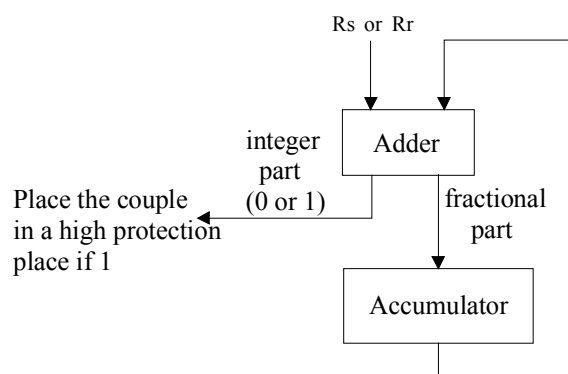 Rs or Rr
Adder
integer
part
(0 or 1)
Place the couple
in a high protection
place if 1
fractional
part
Accumulator